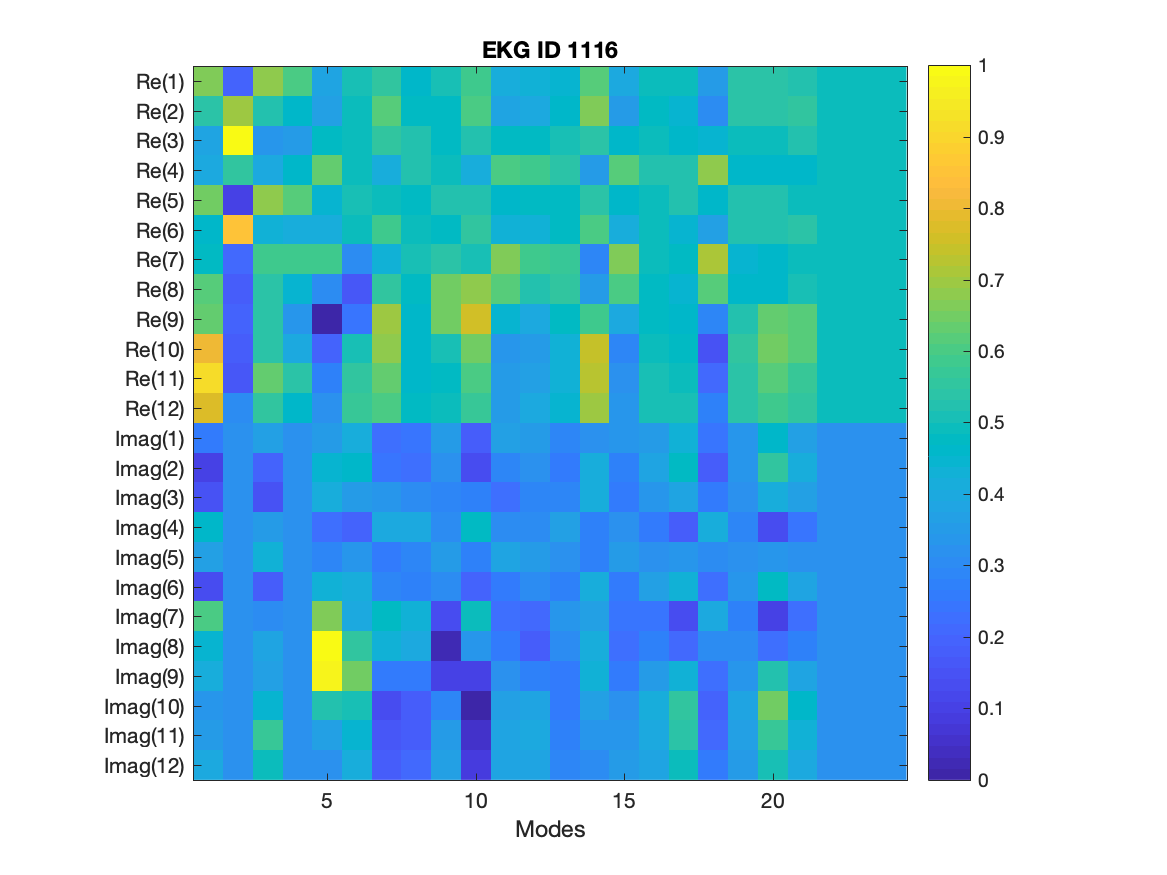 EKG ID 1116
Re(1)
Re(2)
Re(3)
Re(4)
Re(5)
Re(6)
Re(7)
Re(8)
Re(9)
Re(10)
Re(11)
Re(12)
Imag(1)
Imag(2)
Imag(3)
Imag(4)
Imag(5)
Imag(6)
Imag(7)
Imag(8)
Imag(9)
Imag(10)
Imag(11)
Imag(12)
5 10 15 20
Modes
1
0.9
0.8
0.7
0.6
0.5
0.4
0.3
0.2
0.1
0